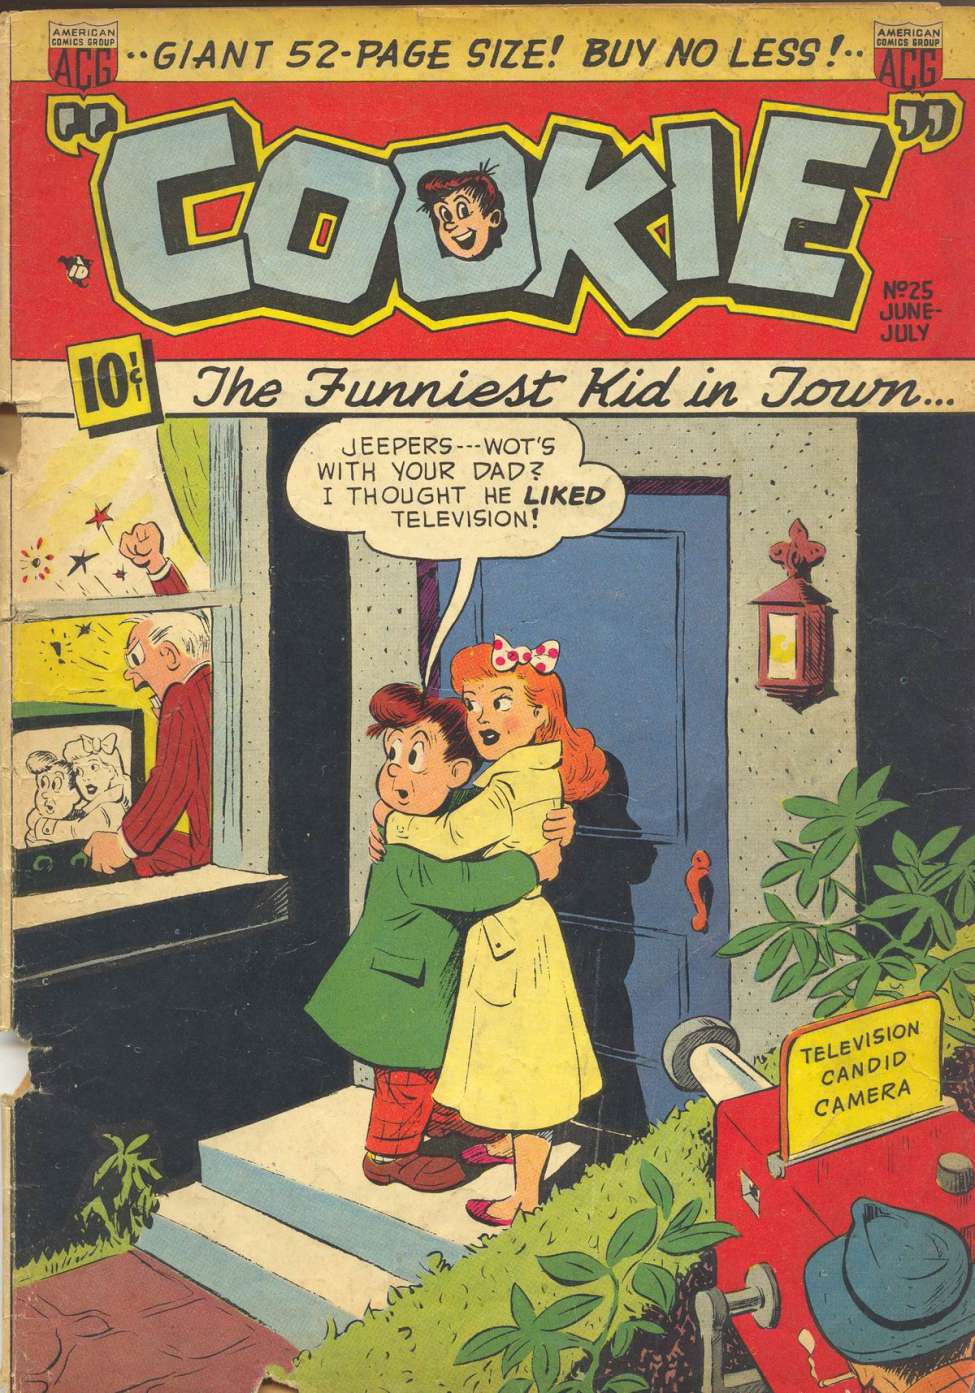 AMERICAN
COMICS GROUP
ACG
··GIANT 52-PAGE SIZE! BUY NO LESS!··
AMERICAN
COMICS GROUP
ACG
"COOKIE"
Nº25
JUNE-
JULY
10¢
The Funniest Kid in Town...
JEEPERS---WOT'S
WITH YOUR DAD?
I THOUGHT HE LIKED
TELEVISION!
TELEVISION
CANDID
CAMERA